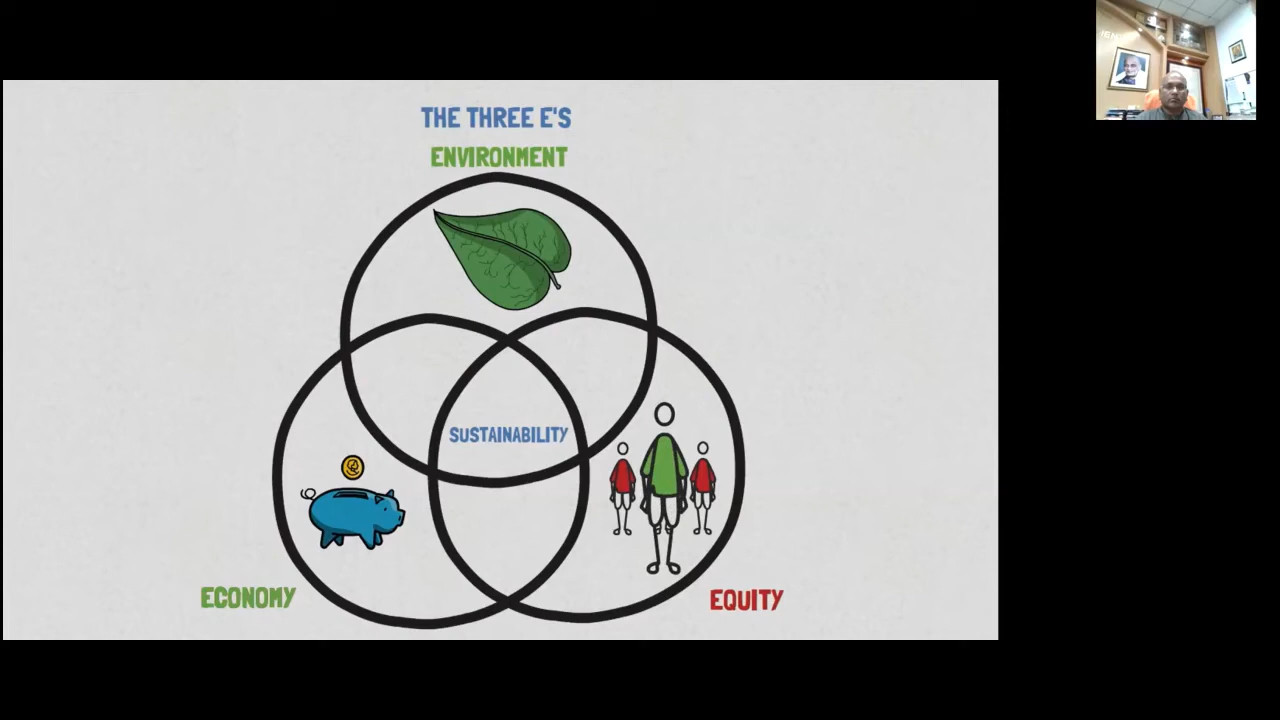 THE THREE E'S
ENVIRONMENT
SUSTAINABILITY
ECONOMY
EQUITY